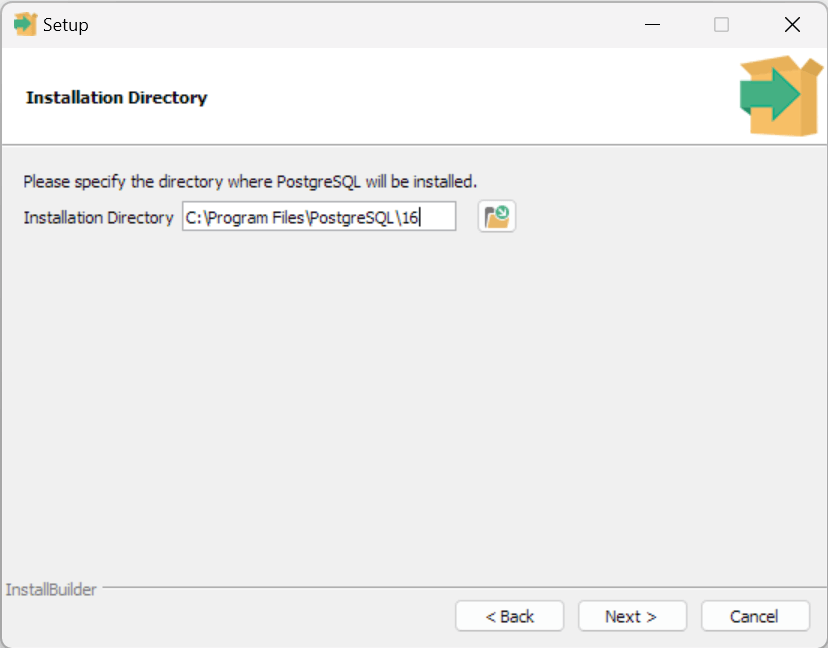 Setup
Installation Directory
Please specify the directory where PostgreSQL will be installed.
Installation Directory C:\Program Files\PostgreSQL\16
InstallBuilder
< Back Next > Cancel